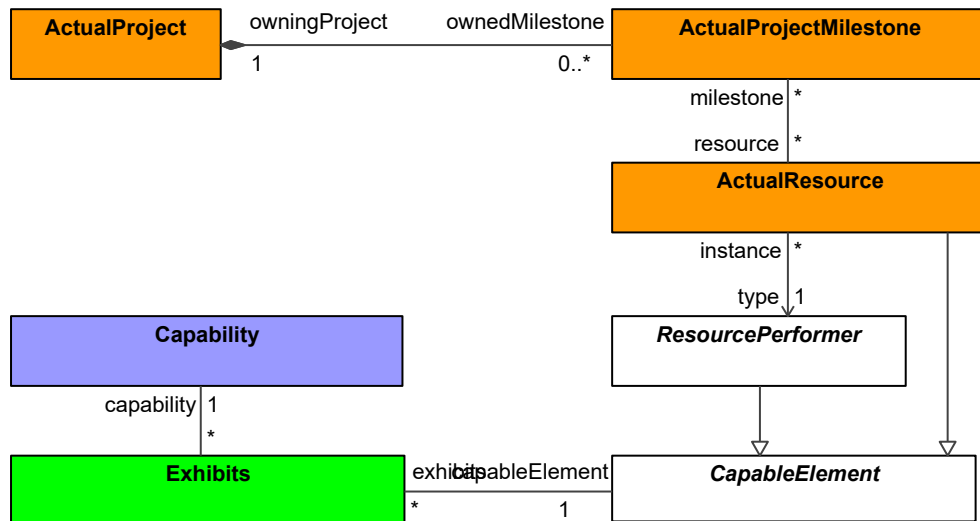 ActualProject
owningProject
ownedMilestone
ActualProjectMilestone
1
0..*
milestone *
resource *
ActualResource
instance *
type 1
Capability
ResourcePerformer
capability 1
*
Exhibits
exhibits
capableElement
CapableElement
*
1